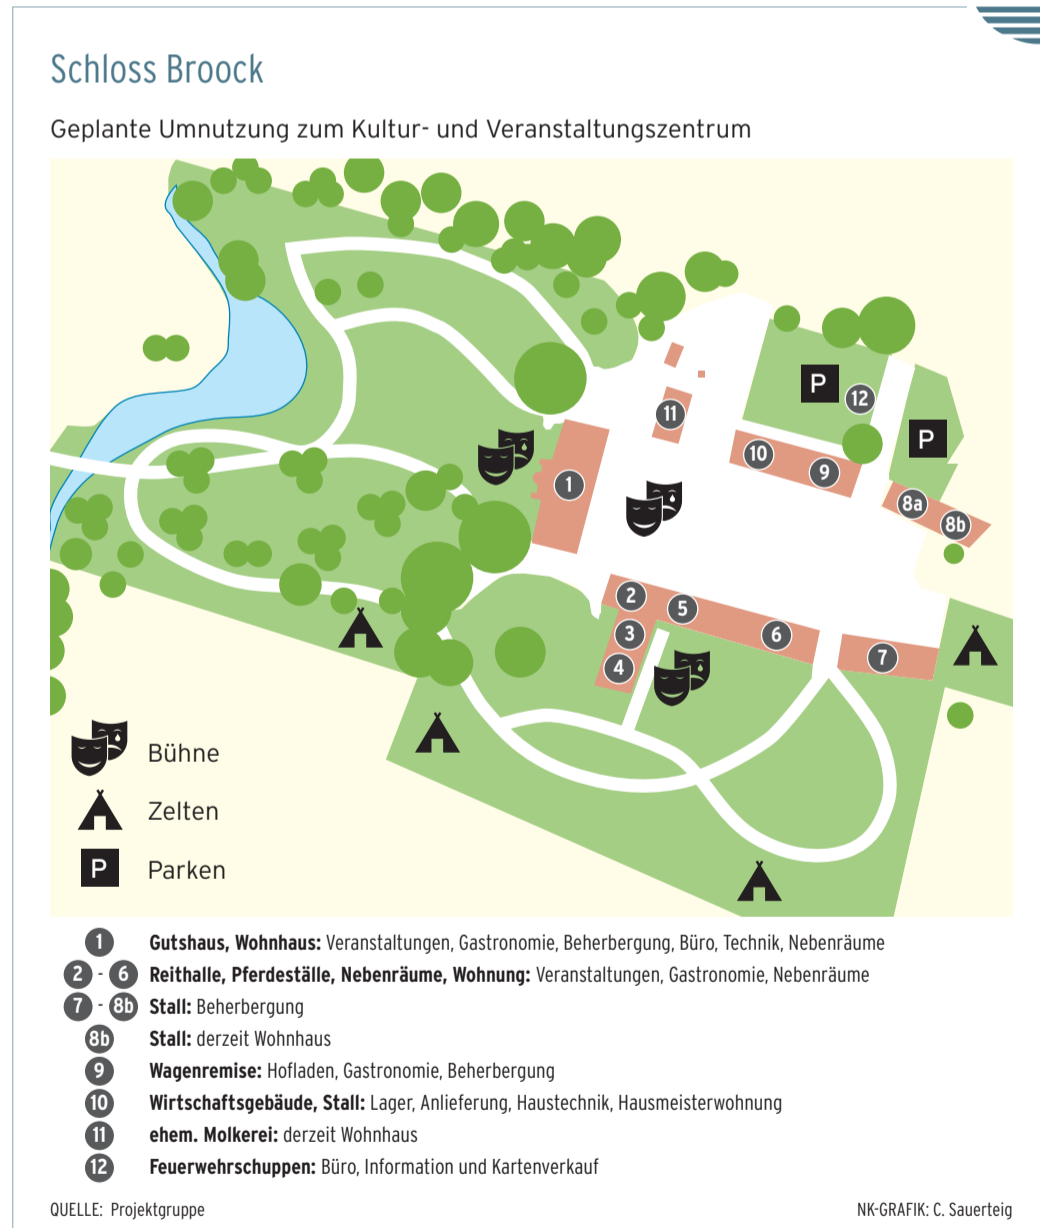 Schloss Broock
Geplante Umnutzung zum Kultur- und Veranstaltungszentrum
P
12
P
11
10
9
1
8a
8b
2
5
3
6
4
7
Bühne
Zelten
P Parken
1 Gutshaus, Wohnhaus: Veranstaltungen, Gastronomie, Beherbergung, Büro, Technik, Nebenräume
2 - 6 Reithalle, Pferdeställe, Nebenräume, Wohnung: Veranstaltungen, Gastronomie, Nebenräume
7 - 8b Stall: Beherbergung
8b Stall: derzeit Wohnhaus
9 Wagenremise: Hofladen, Gastronomie, Beherbergung
10 Wirtschaftsgebäude, Stall: Lager, Anlieferung, Haustechnik, Hausmeisterwohnung
11 ehem. Molkerei: derzeit Wohnhaus
12 Feuerwehrschuppen: Büro, Information und Kartenverkauf
QUELLE: Projektgruppe NK-GRAFIK: C. Sauerteig